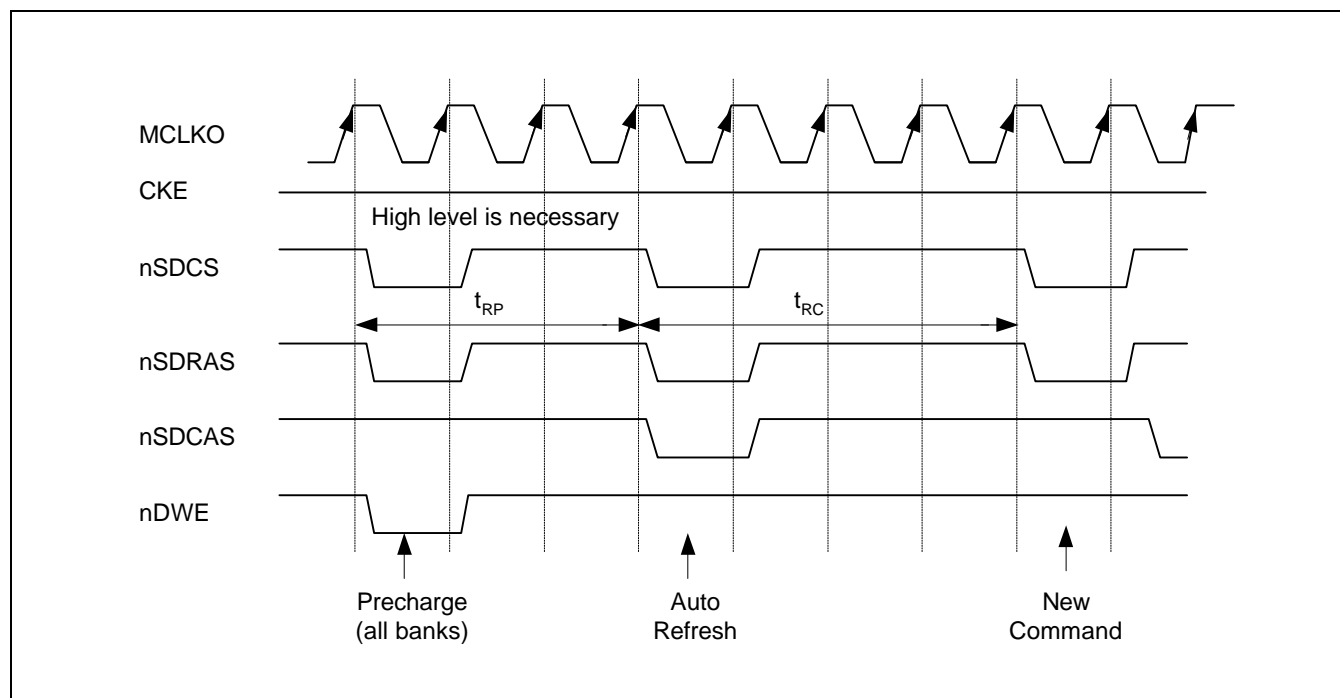 MCLKO
CKE
High level is necessary
nSDCS
tRP
tRC
nSDRAS
nSDCAS
nDWE
Precharge
(all banks)
Auto
Refresh
New
Command